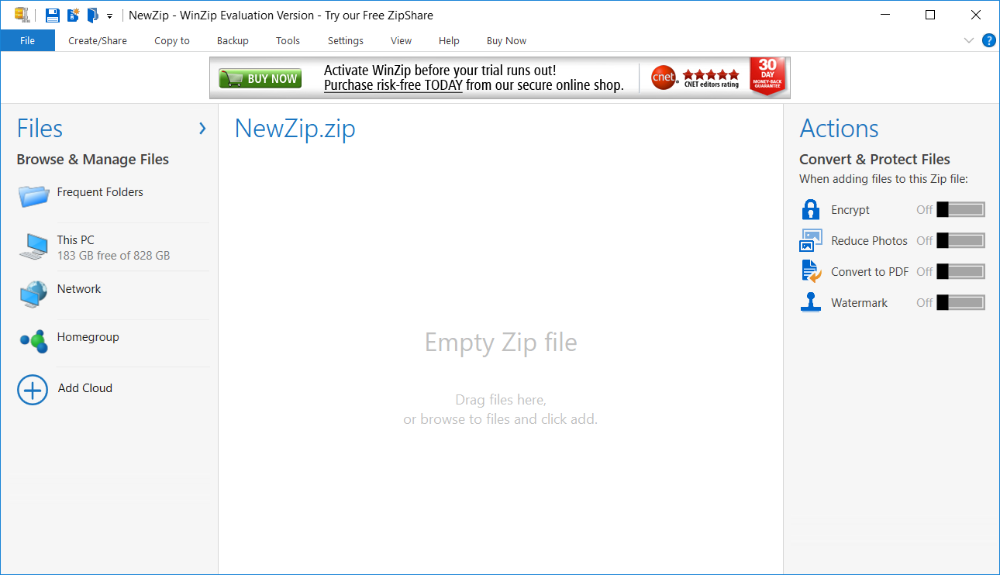 NewZip - WinZip Evaluation Version - Try our Free ZipShare
File Create/Share Copy to Backup Tools Settings View Help Buy Now
?
BUY NOW
Activate WinZip before your trial runs out!
Purchase risk-free TODAY from our secure online shop.
cnet
CNET editors rating
30
DAY
MONEY-BACK
GUARANTEE
Files
Browse & Manage Files
Frequent Folders
This PC
183 GB free of 828 GB
Network
Homegroup
Add Cloud
NewZip.zip
Empty Zip file
Drag files here,
or browse to files and click add.
Actions
Convert & Protect Files
When adding files to this Zip file:
Encrypt Off
Reduce Photos Off
Convert to PDF Off
Watermark Off